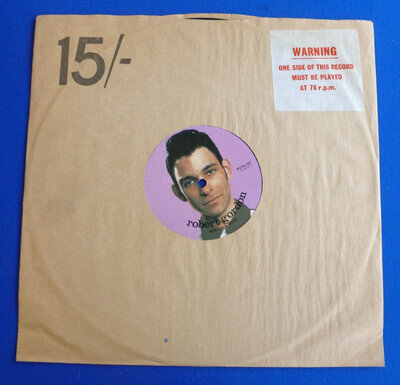 15/-
WARNING
ONE SIDE OF THIS RECORD
MUST BE PLAYED
AT 78 r.p.m.
robert gordon